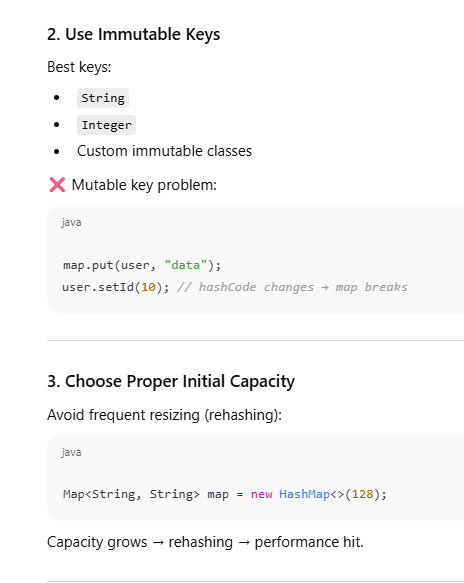 2. Use Immutable Keys
Best keys:
• String
• Integer
• Custom immutable classes
❌ Mutable key problem:
java
map.put(user, "data");
user.setId(10); // hashCode changes → map breaks
3. Choose Proper Initial Capacity
Avoid frequent resizing (rehashing):
java
Map<String, String> map = new HashMap<>(128);
Capacity grows → rehashing → performance hit.